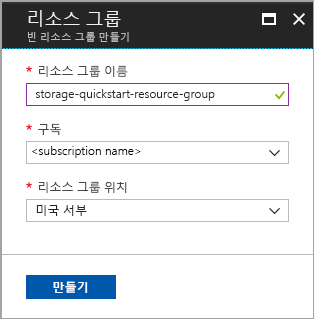 리소스 그룹
빈 리소스 그룹 만들기
* 리소스 그룹 이름
storage-quickstart-resource-group
* 구독
<subscription name>
* 리소스 그룹 위치
미국 서부
만들기